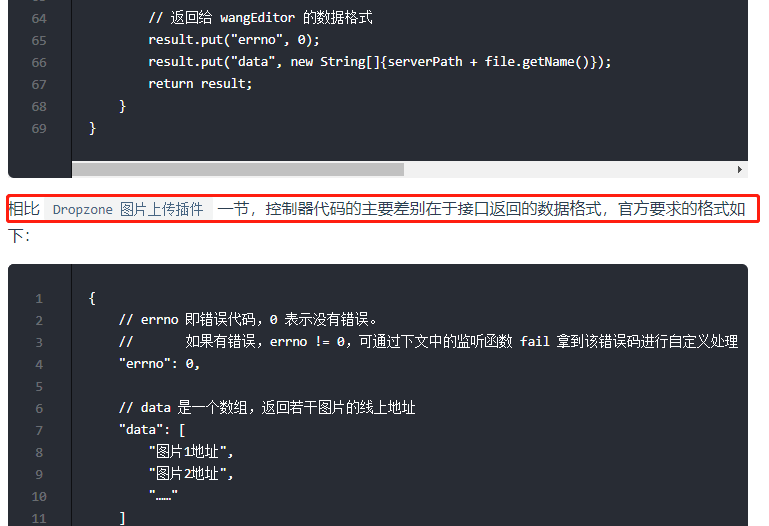 64 // 返回给 wangEditor 的数据格式
65 result.put("errno", 0);
66 result.put("data", new String[]{serverPath + file.getName()});
67 return result;
68 }
69 }
相比 Dropzone 图片上传插件 一节，控制器代码的主要差别在于接口返回的数据格式，官方要求的格式如
下：
1 {
2 // errno 即错误代码，0 表示没有错误。
3 // 如果有错误，errno != 0，可通过下文中的监听函数 fail 拿到该错误码进行自定义处理
4 "errno": 0,
5
6 // data 是一个数组，返回若干图片的线上地址
7 "data": [
8 "图片1地址",
9 "图片2地址",
10 "……"
11 ]